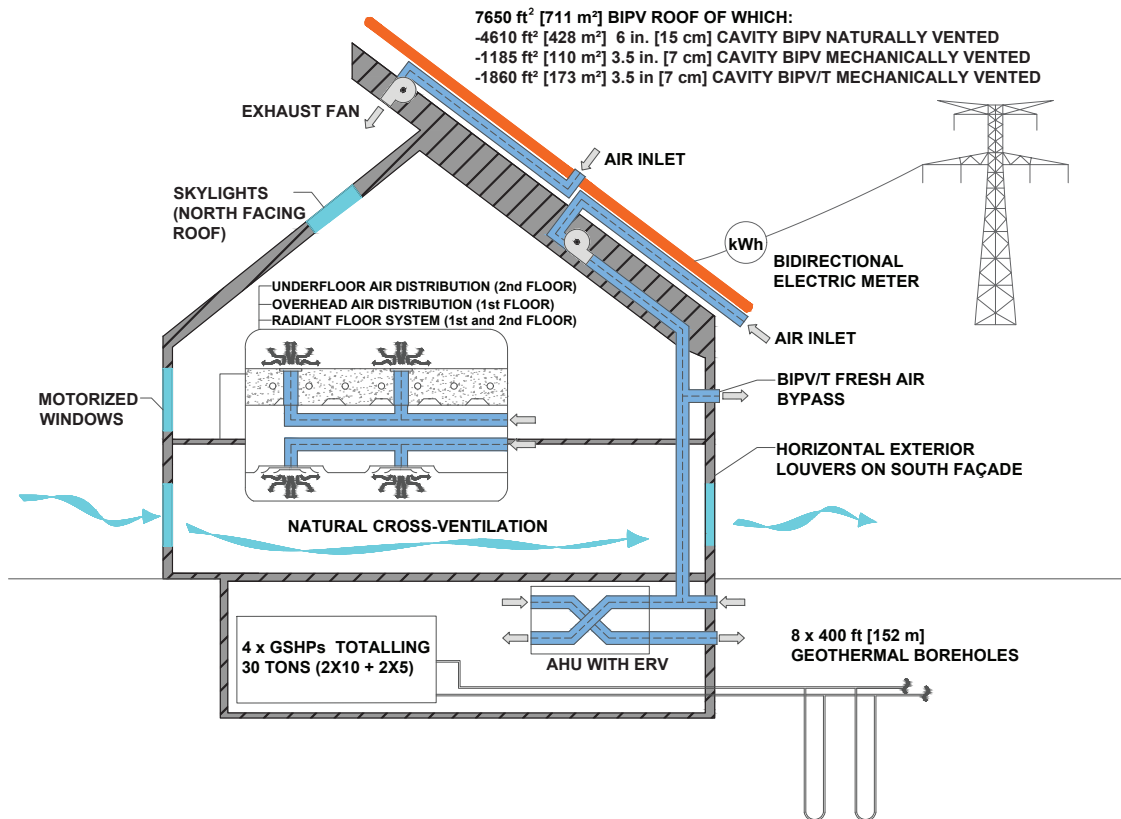 7650 ft² [711 m²] BIPV ROOF OF WHICH:
-4610 ft² [428 m²]  6 in. [15 cm] CAVITY BIPV NATURALLY VENTED
-1185 ft² [110 m²] 3.5 in. [7 cm] CAVITY BIPV MECHANICALLY VENTED
-1860 ft² [173 m²] 3.5 in [7 cm] CAVITY BIPV/T MECHANICALLY VENTED
EXHAUST FAN
AIR INLET
SKYLIGHTS
(NORTH FACING
ROOF)
kWh
BIDIRECTIONAL
ELECTRIC METER
UNDERFLOOR AIR DISTRIBUTION (2nd FLOOR)
OVERHEAD AIR DISTRIBUTION (1st FLOOR)
RADIANT FLOOR SYSTEM (1st and 2nd FLOOR)
AIR INLET
MOTORIZED
WINDOWS
BIPV/T FRESH AIR
BYPASS
HORIZONTAL EXTERIOR
LOUVERS ON SOUTH FAÇADE
NATURAL CROSS-VENTILATION
4 x GSHPs  TOTALLING
30 TONS (2X10 + 2X5)
AHU WITH ERV
8 x 400 ft [152 m]
GEOTHERMAL BOREHOLES